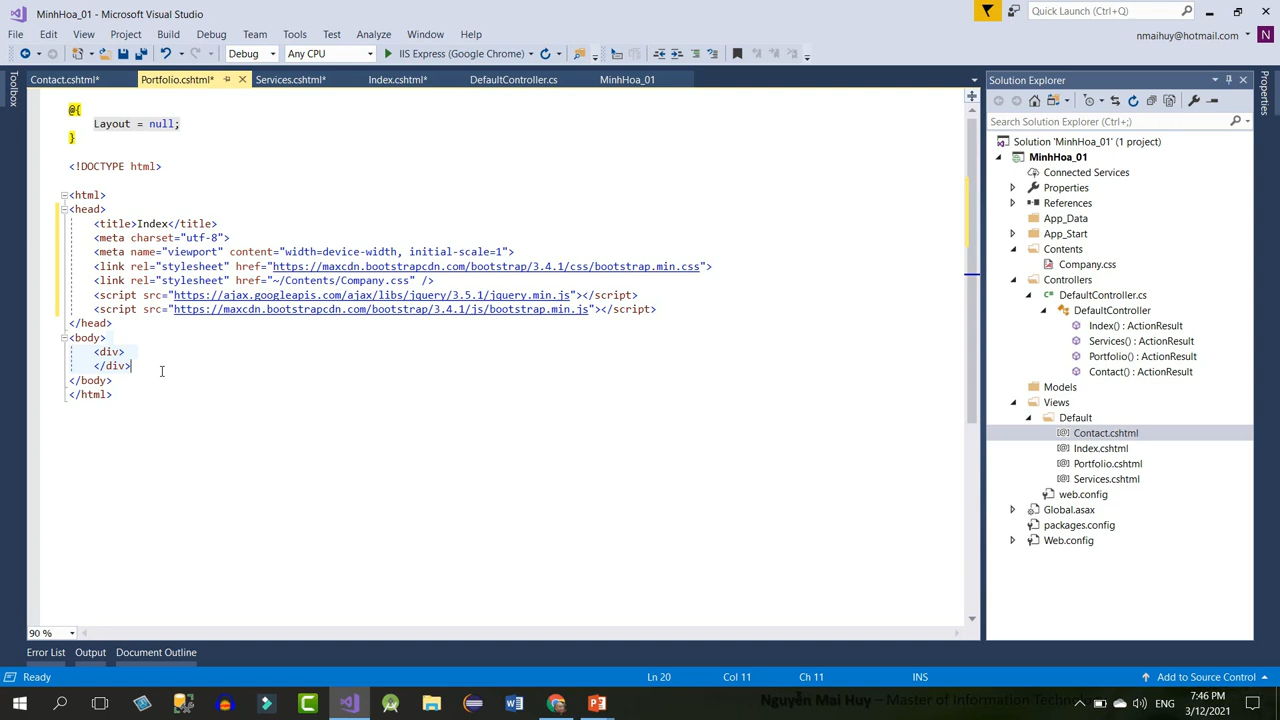 MinhHoa_01 - Microsoft Visual Studio
Quick Launch (Ctrl+Q)
File Edit View Project Build Debug Team Tools Test Analyze Window Help
nmaihuy@hotmail.com N
Debug Any CPU IIS Express (Google Chrome)
Toolbox
Contact.cshtml* Portfolio.cshtml* Services.cshtml* Index.cshtml* DefaultController.cs MinhHoa_01
@{
Layout = null;
}
<!DOCTYPE html>
<html>
<head>
<title>Index</title>
<meta charset="utf-8">
<meta name="viewport" content="width=device-width, initial-scale=1">
<link rel="stylesheet" href="https://maxcdn.bootstrapcdn.com/bootstrap/3.4.1/css/bootstrap.min.css">
<link rel="stylesheet" href="~/Contents/Company.css" />
<script src="https://ajax.googleapis.com/ajax/libs/jquery/3.5.1/jquery.min.js"></script>
<script src="https://maxcdn.bootstrapcdn.com/bootstrap/3.4.1/js/bootstrap.min.js"></script>
</head>
<body>
<div>
</div>
</body>
</html>
90 %
Solution Explorer
Search Solution Explorer (Ctrl+;)
Solution 'MinhHoa_01' (1 project)
MinhHoa_01
Connected Services
Properties
References
App_Data
App_Start
Contents
Company.css
Controllers
DefaultController.cs
DefaultController
Index() : ActionResult
Services() : ActionResult
Portfolio() : ActionResult
Contact() : ActionResult
Models
Views
Default
Contact.cshtml
Index.cshtml
Portfolio.cshtml
Services.cshtml
web.config
Global.asax
packages.config
Web.config
Properties
Error List Output Document Outline
Ready Ln 20 Col 11 Ch 11 INS Add to Source Control
Nguyễn Mai Huy – Master of Information
ENG
7:46 PM
3/12/2021